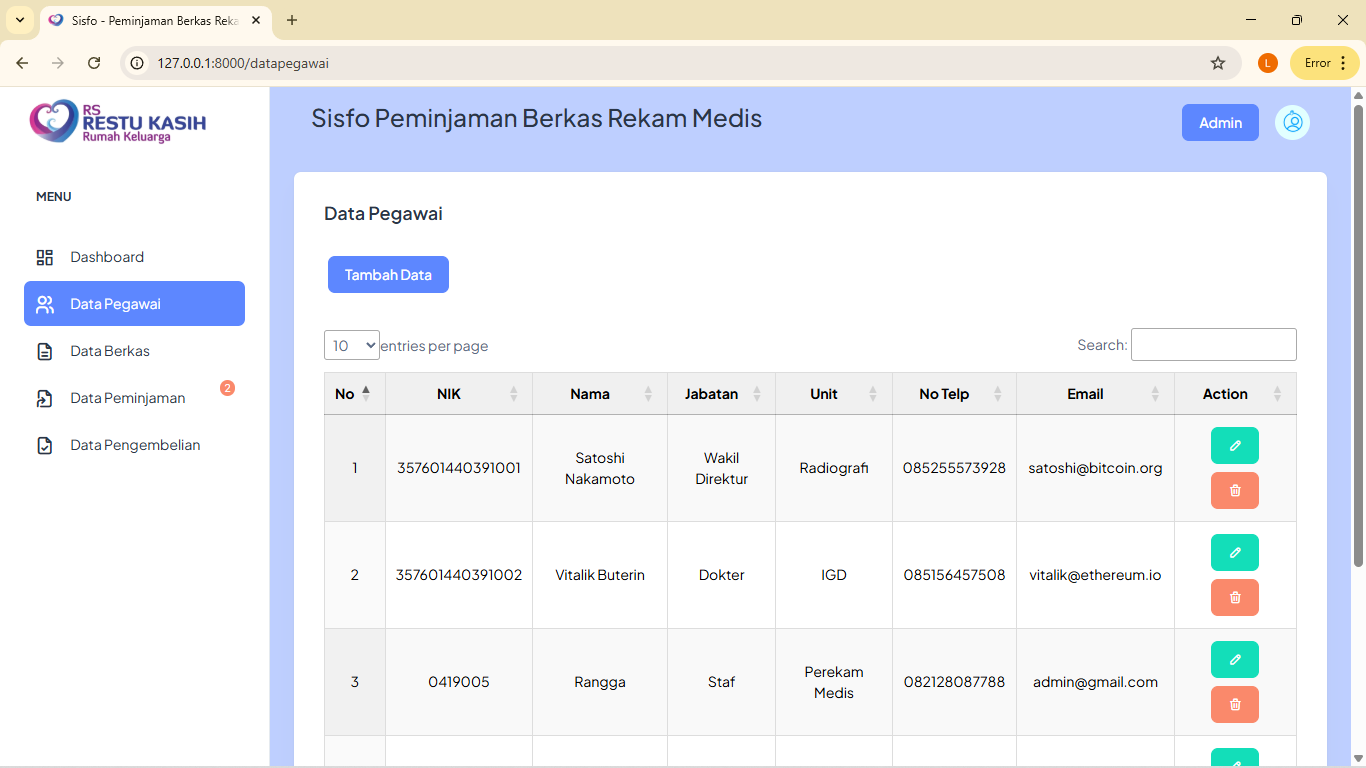 Sisfo - Peminjaman Berkas Reka
127.0.0.1:8000/datapegawai
L
Error
RS
RESTU KASIH
Rumah Keluarga
Sisfo Peminjaman Berkas Rekam Medis
Admin
MENU
Dashboard
Data Pegawai
Data Berkas
Data Peminjaman
2
Data Pengembelian
Data Pegawai
Tambah Data
10 entries per page
Search:
No NIK Nama Jabatan Unit No Telp Email Action
1 357601440391001 Satoshi Nakamoto Wakil Direktur Radiografi 085255573928 satoshi@bitcoin.org
2 357601440391002 Vitalik Buterin Dokter IGD 085156457508 vitalik@ethereum.io
3 0419005 Rangga Staf Perekam Medis 082128087788 admin@gmail.com